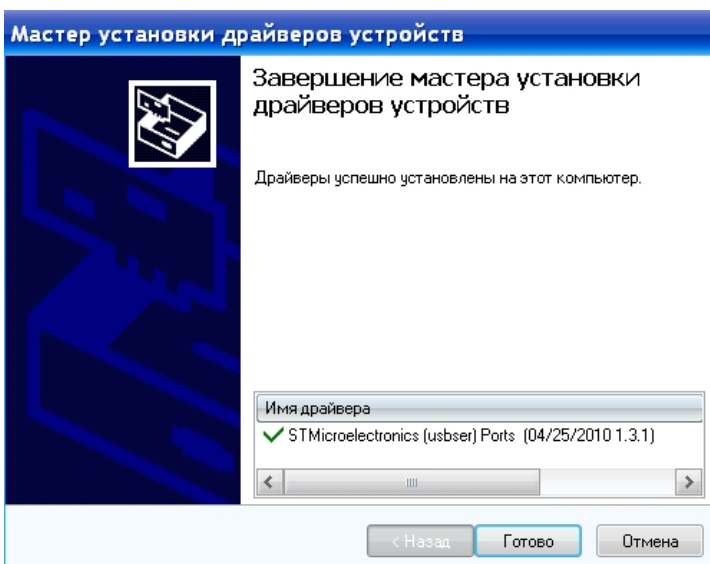 Мастер установки драйверов устройств
Завершение мастера установки
драйверов устройств
Драйверы успешно установлены на этот компьютер.
Имя драйвера
STMicroelectronics (usbser) Ports (04/25/2010 1.3.1)
< Назад
Готово
Отмена